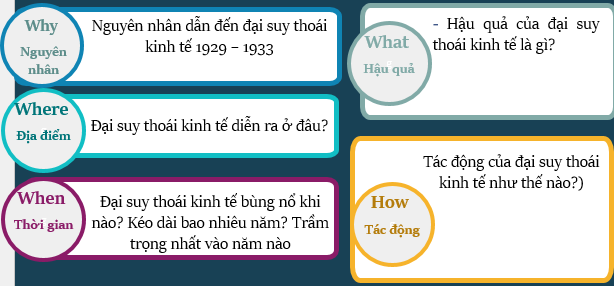 Why
Nguyên
nhân
Nguyên nhân dẫn đến đại suy thoái
kinh tế 1929 – 1933
Where
Địa điểm
Đại suy thoái kinh tế diễn ra ở đâu?
When
Thời gian
Đại suy thoái kinh tế bùng nổ khi
nào? Kéo dài bao nhiêu năm? Trầm
trọng nhất vào năm nào
What
Hậu quả
- Hậu quả của đại suy
thoái kinh tế là gì?
How
Tác động
Tác động của đại suy thoái
kinh tế như thế nào?)